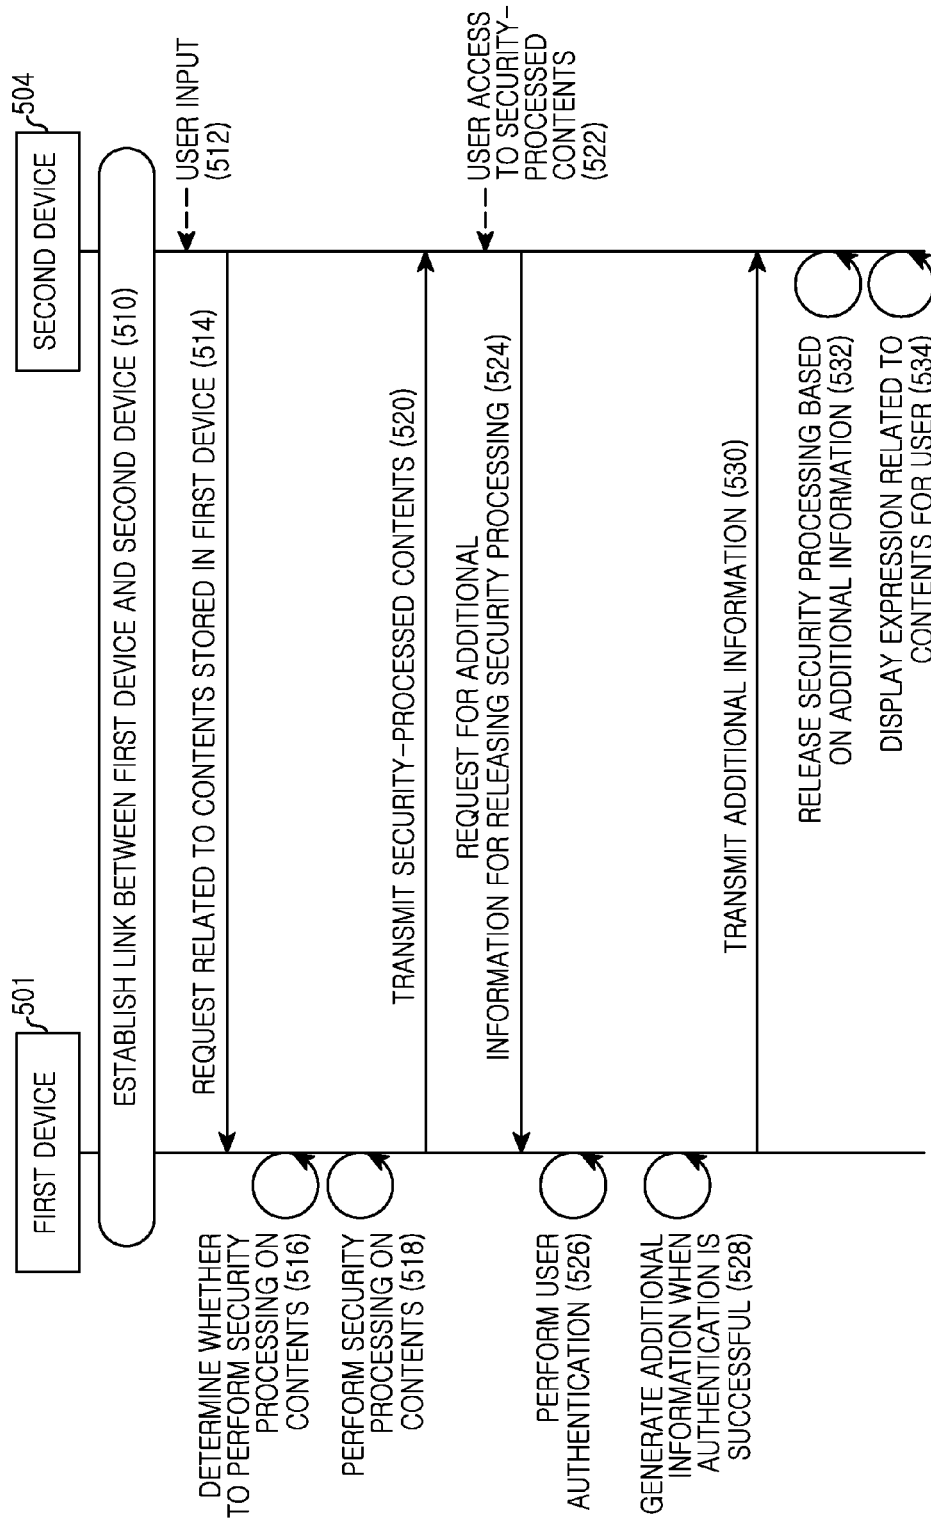 FIRST DEVICE
501
SECOND DEVICE
504
ESTABLISH LINK BETWEEN FIRST DEVICE AND SECOND DEVICE (510)
USER INPUT
(512)
REQUEST RELATED TO CONTENTS STORED IN FIRST DEVICE (514)
DETERMINE WHETHER
TO PERFORM SECURITY
PROCESSING ON
CONTENTS (516)
PERFORM SECURITY
PROCESSING ON
CONTENTS (518)
TRANSMIT SECURITY-PROCESSED CONTENTS (520)
USER ACCESS
TO SECURITY-
PROCESSED
CONTENTS
(522)
REQUEST FOR ADDITIONAL
INFORMATION FOR RELEASING SECURITY PROCESSING (524)
PERFORM USER
AUTHENTICATION (526)
GENERATE ADDITIONAL
INFORMATION WHEN
AUTHENTICATION IS
SUCCESSFUL (528)
TRANSMIT ADDITIONAL INFORMATION (530)
RELEASE SECURITY PROCESSING BASED
ON ADDITIONAL INFORMATION (532)
DISPLAY EXPRESSION RELATED TO
CONTENTS FOR USER (534)